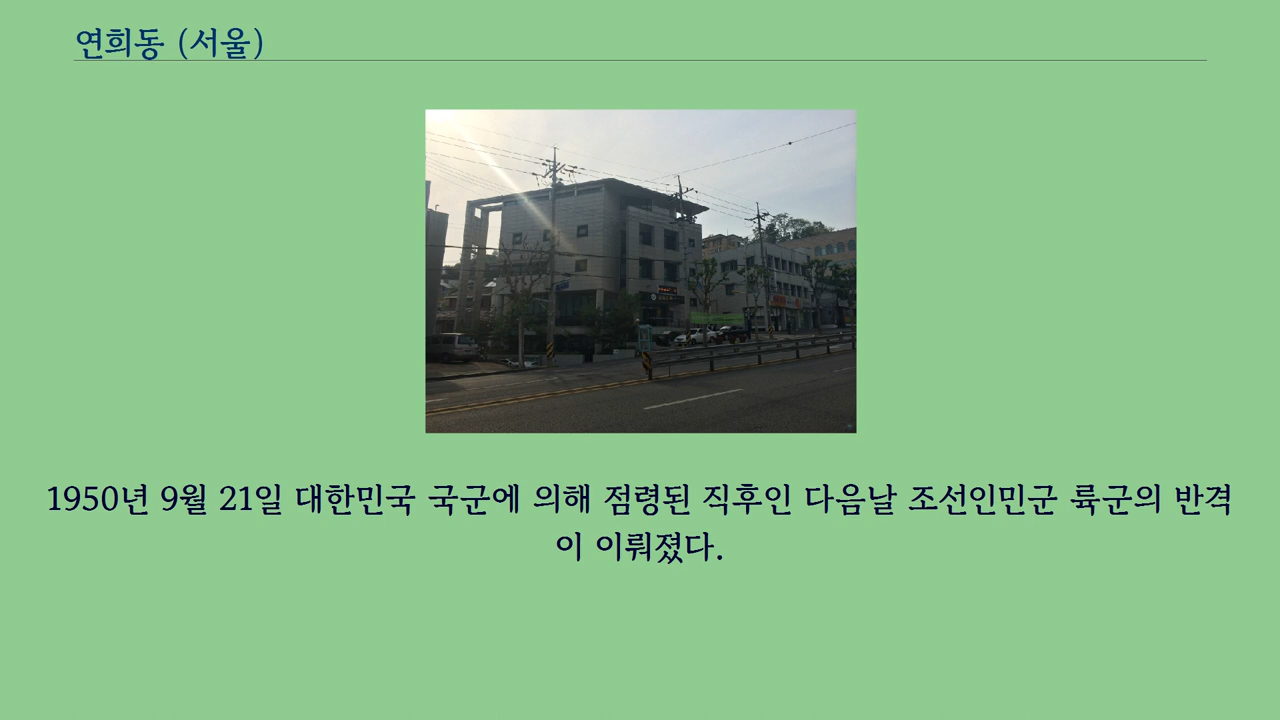 연희동 (서울)
1950년 9월 21일 대한민국 국군에 의해 점령된 직후인 다음날 조선인민군 륙군의 반격
이 이뤄졌다.